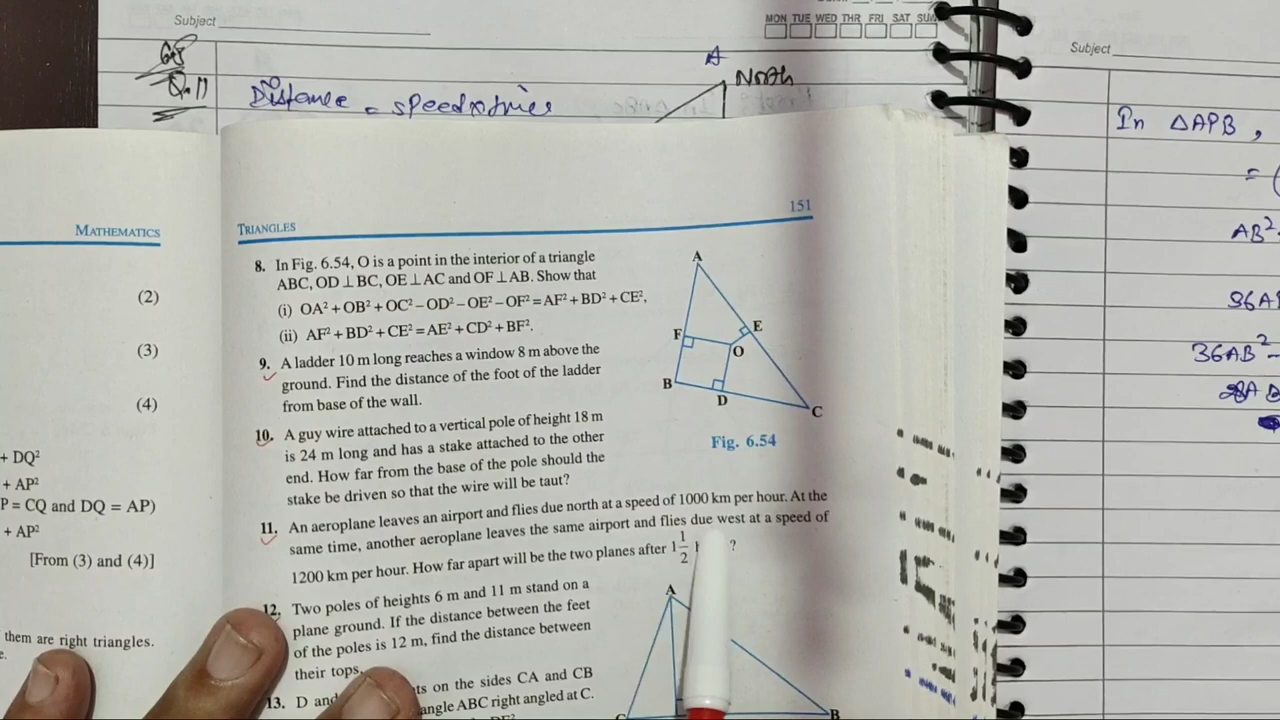 Subject
MON TUE WED THR FRI SAT SUN
Subject
Q.11
Distance = speed x time
A
North
In △APB,
= (
AB²
36AB² -
MATHEMATICS
(2)
(3)
(4)
+ DQ²
+ AP²
P = CQ and DQ = AP)
+ AP²
[From (3) and (4)]
them are right triangles.
TRIANGLES
151
8. In Fig. 6.54, O is a point in the interior of a triangle
ABC, OD ⊥ BC, OE ⊥ AC and OF ⊥ AB. Show that
(i) OA² + OB² + OC² – OD² – OE² – OF² = AF² + BD² + CE²,
(ii) AF² + BD² + CE² = AE² + CD² + BF².
9. A ladder 10 m long reaches a window 8 m above the
ground. Find the distance of the foot of the ladder
from base of the wall.
10. A guy wire attached to a vertical pole of height 18 m
is 24 m long and has a stake attached to the other
end. How far from the base of the pole should the
stake be driven so that the wire will be taut?
A
F
E
O
B
D
C
Fig. 6.54
11. An aeroplane leaves an airport and flies due north at a speed of 1000 km per hour. At the
same time, another aeroplane leaves the same airport and flies due west at a speed of
1200 km per hour. How far apart will be the two planes after 1 1/2 ?
12. Two poles of heights 6 m and 11 m stand on a
plane ground. If the distance between the feet
of the poles is 12 m, find the distance between
their tops.
13. D and ts on the sides CA and CB
angle ABC right angled at C.
A
C
B